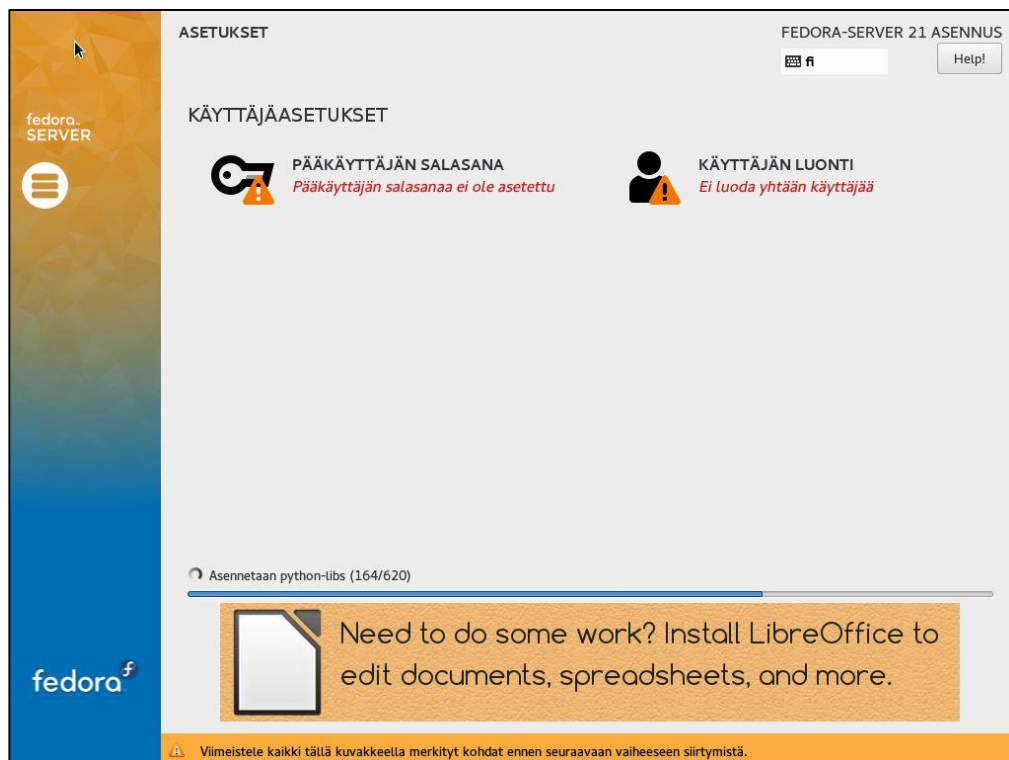 ASETUKSET
FEDORA-SERVER 21 ASENNUS
fi
Help!
fedora
SERVER
KÄYTTÄJÄASETUKSET
PÄÄKÄYTTÄJÄN SALASANA
Pääkäyttäjän salasanaa ei ole asetettu
KÄYTTÄJÄN LUONTI
Ei luoda yhtään käyttäjää
Asennetaan python-libs (164/620)
Need to do some work? Install LibreOffice to
edit documents, spreadsheets, and more.
fedora
Viimeistele kaikki tällä kuvakkeella merkityt kohdat ennen seuraavaan vaiheeseen siirtymistä.